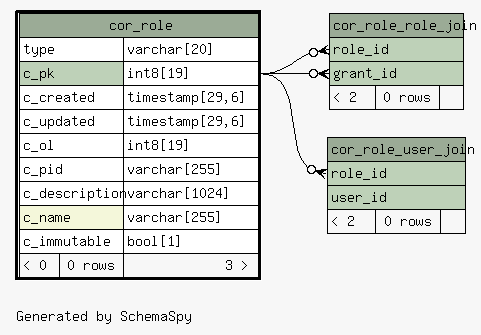 cor_role
type varchar[20]
c_pk int8[19]
c_created timestamp[29,6]
c_updated timestamp[29,6]
c_ol int8[19]
c_pid varchar[255]
c_description varchar[1024]
c_name varchar[255]
c_immutable bool[1]
< 0 0 rows 3 >
cor_role_role_join
role_id
grant_id
< 2 0 rows
cor_role_user_join
role_id
user_id
< 2 0 rows
Generated by SchemaSpy